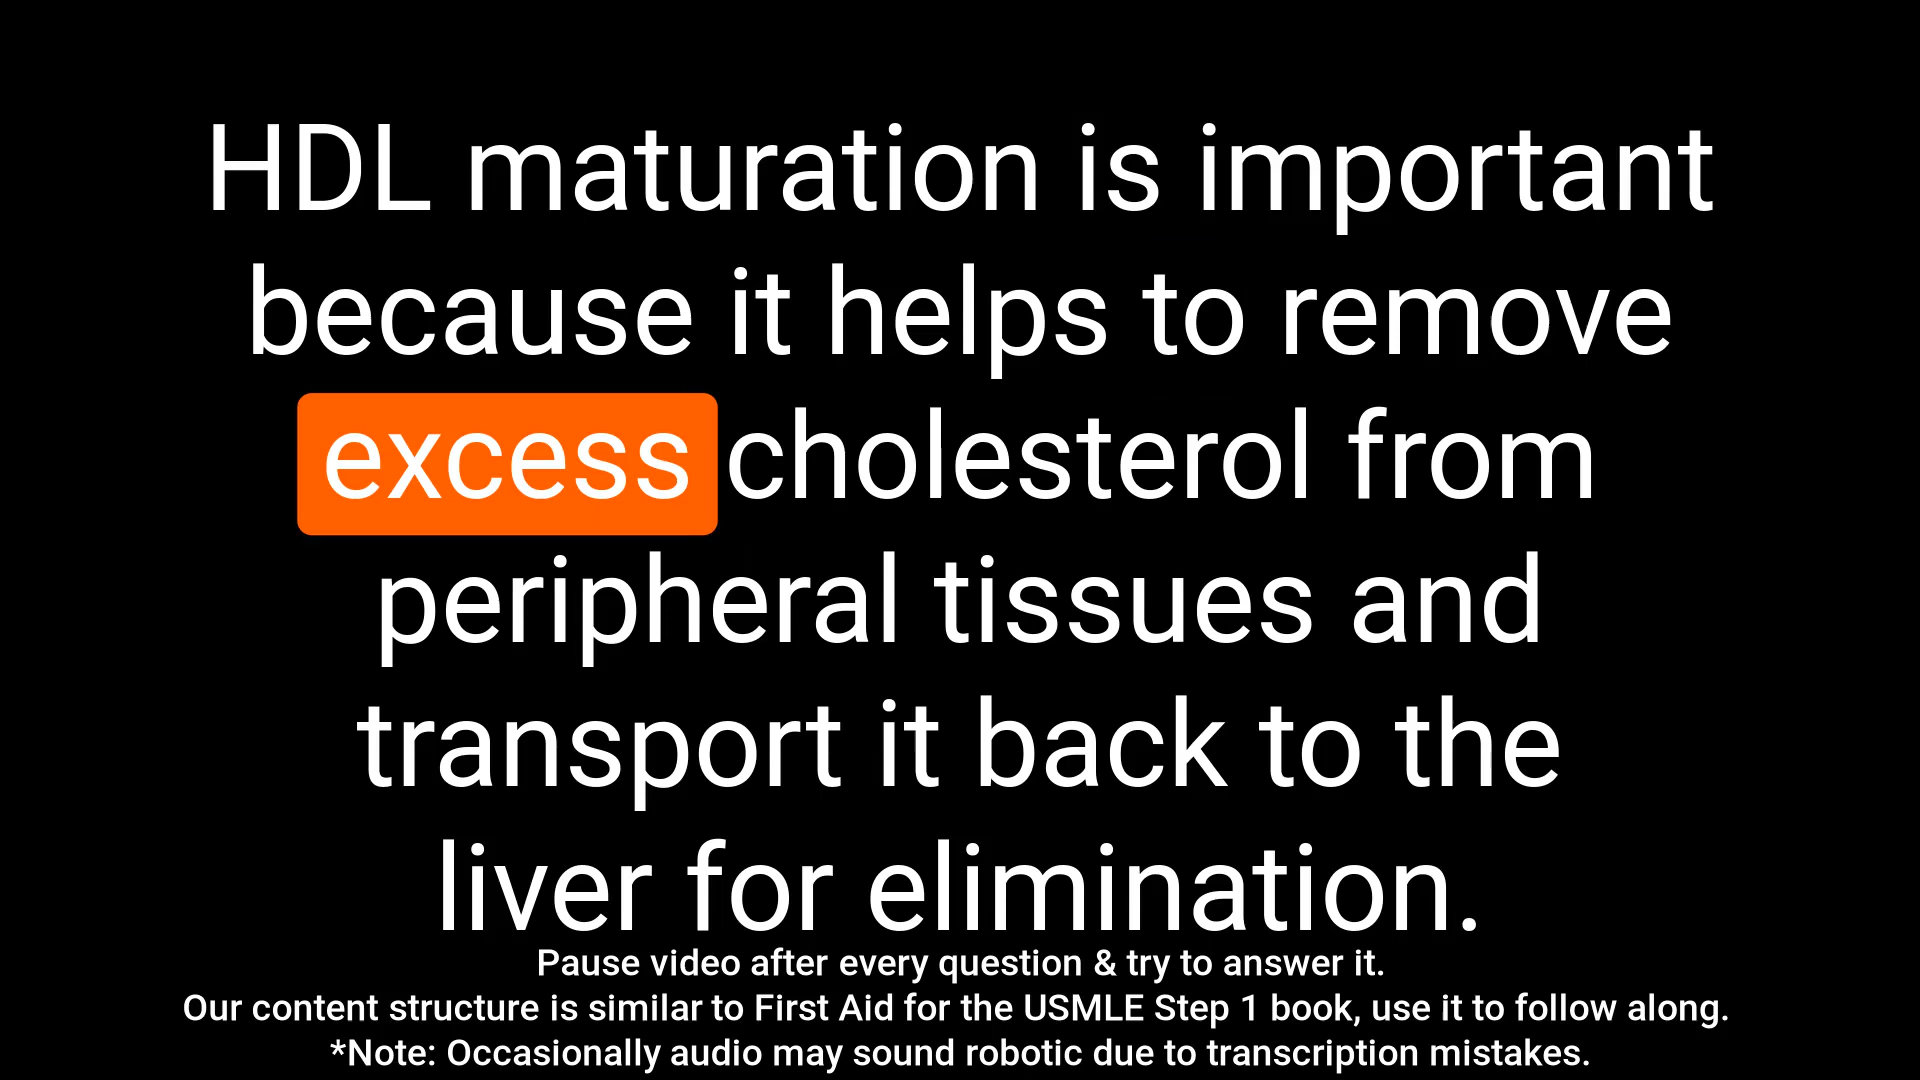 HDL maturation is important
because it helps to remove
excess cholesterol from
peripheral tissues and
transport it back to the
liver for elimination.
Pause video after every question & try to answer it.
Our content structure is similar to First Aid for the USMLE Step 1 book, use it to follow along.
*Note: Occasionally audio may sound robotic due to transcription mistakes.